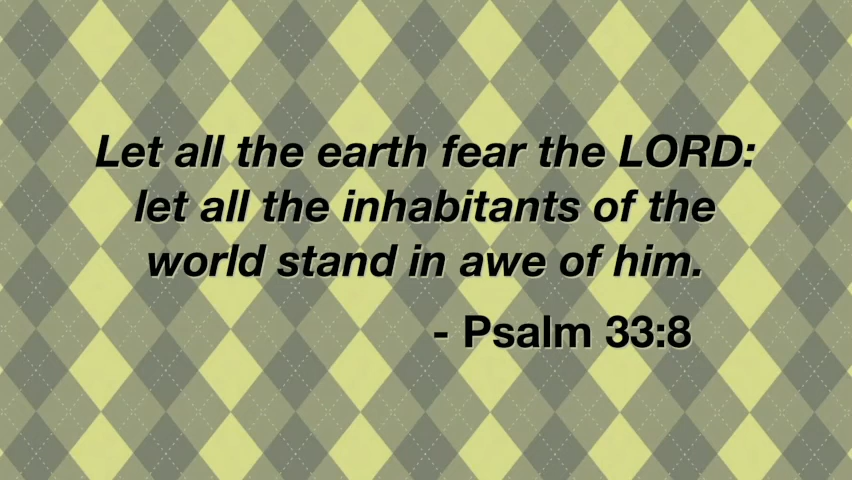 Let all the earth fear the LORD:
let all the inhabitants of the
world stand in awe of him.
- Psalm 33:8